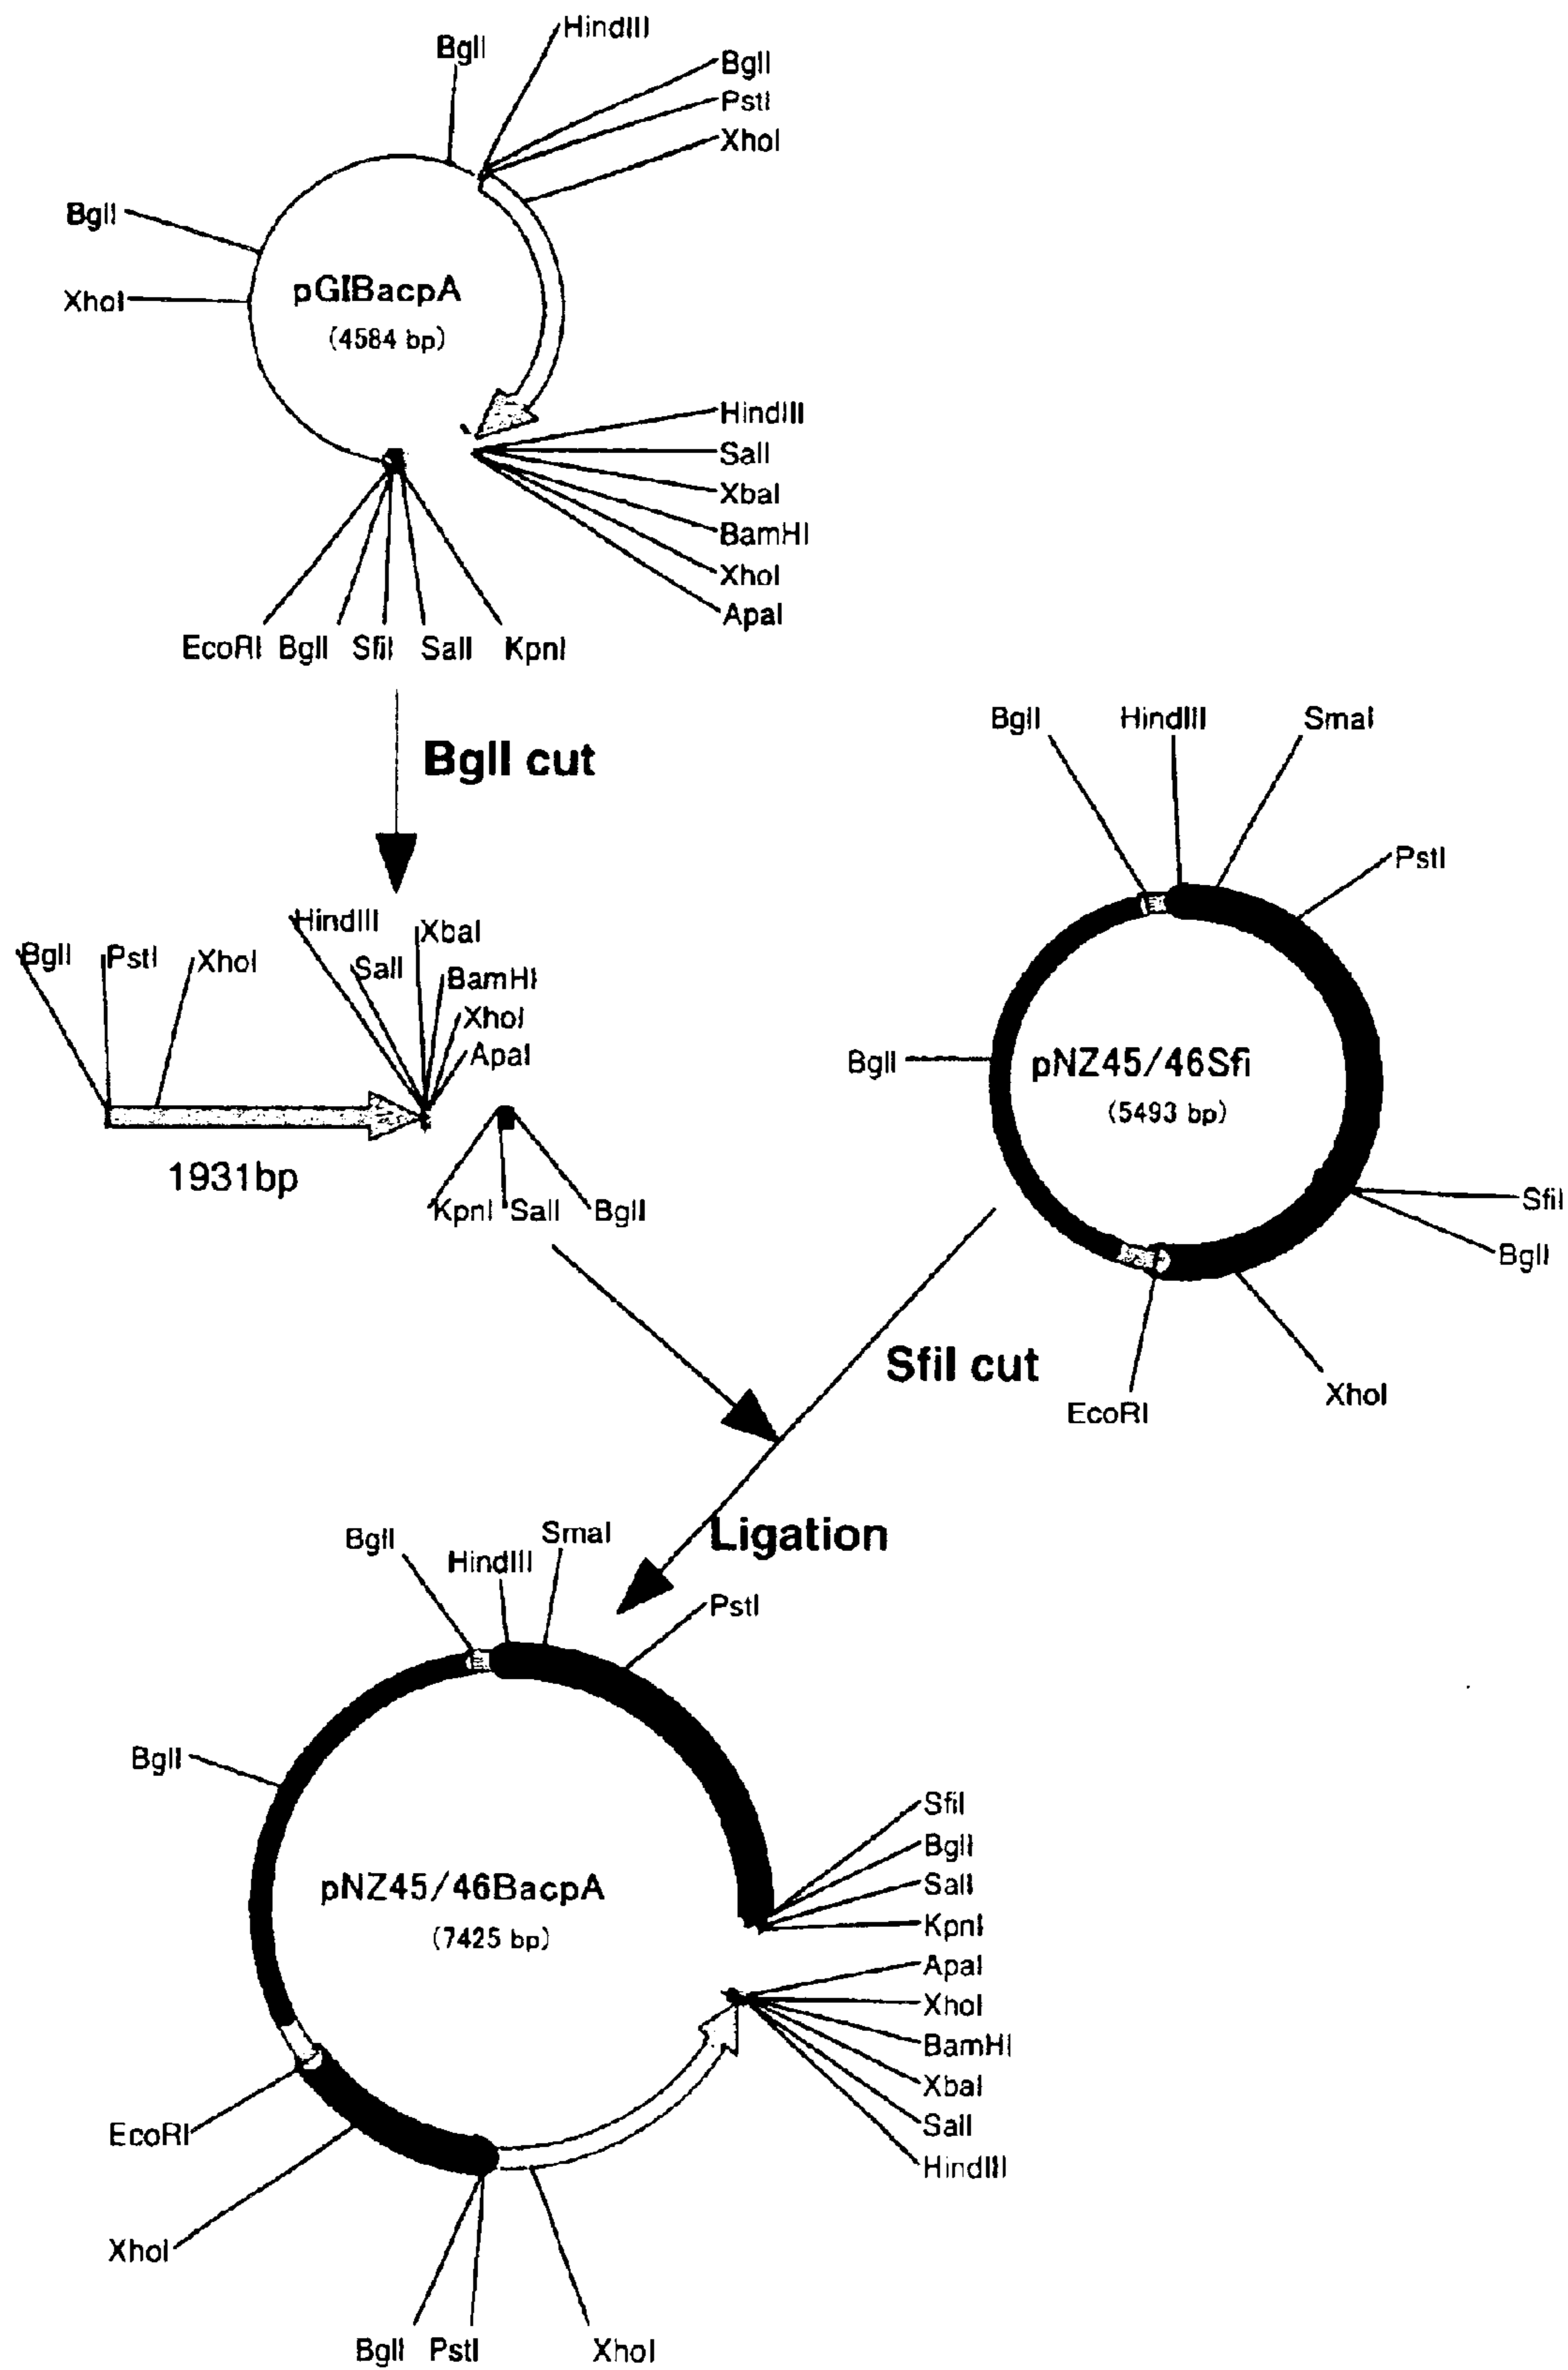 HindIII
BglI
BglI
PstI
XhoI
BglI
XhoI
pGIBacpA
(4584 bp)
HindIII
SalI
XbaI
BamHI
XhoI
ApaI
EcoRI BglI SfiI SalI KpnI
BglI cut
BglI HindIII SmaI
PstI
BglI
pNZ45/46Sfi
(5493 bp)
SfiI
BglI
XhoI
EcoRI
HindIII
XbaI
BglI PstI XhoI
SalI
BamHI
XhoI
ApaI
1931bp
KpnI SalI BglI
SfiI cut
Ligation
BglI
HindIII
SmaI
PstI
BglI
pNZ45/46BacpA
(7425 bp)
SfiI
BglI
SalI
KpnI
ApaI
XhoI
BamHI
XbaI
SalI
HindIII
EcoRI
XhoI
BglI PstI XhoI